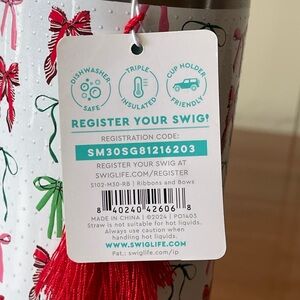 DISHWASHER SAFE
TRIPLE INSULATED
CUP HOLDER FRIENDLY
REGISTER YOUR SWIG!
REGISTRATION CODE:
SM30SG81216203
REGISTER YOUR SWIG AT
SWIGLIFE.COM/REGISTER
S102-M30-RB | Ribbons and Bows
8 40240 42606 8
MADE IN CHINA | ©2024 | PO1403
Straw is not suitable for hot liquids.
Always use caution when
handling hot liquids.
WWW.SWIGLIFE.COM
Pat.: swiglife.com/ip